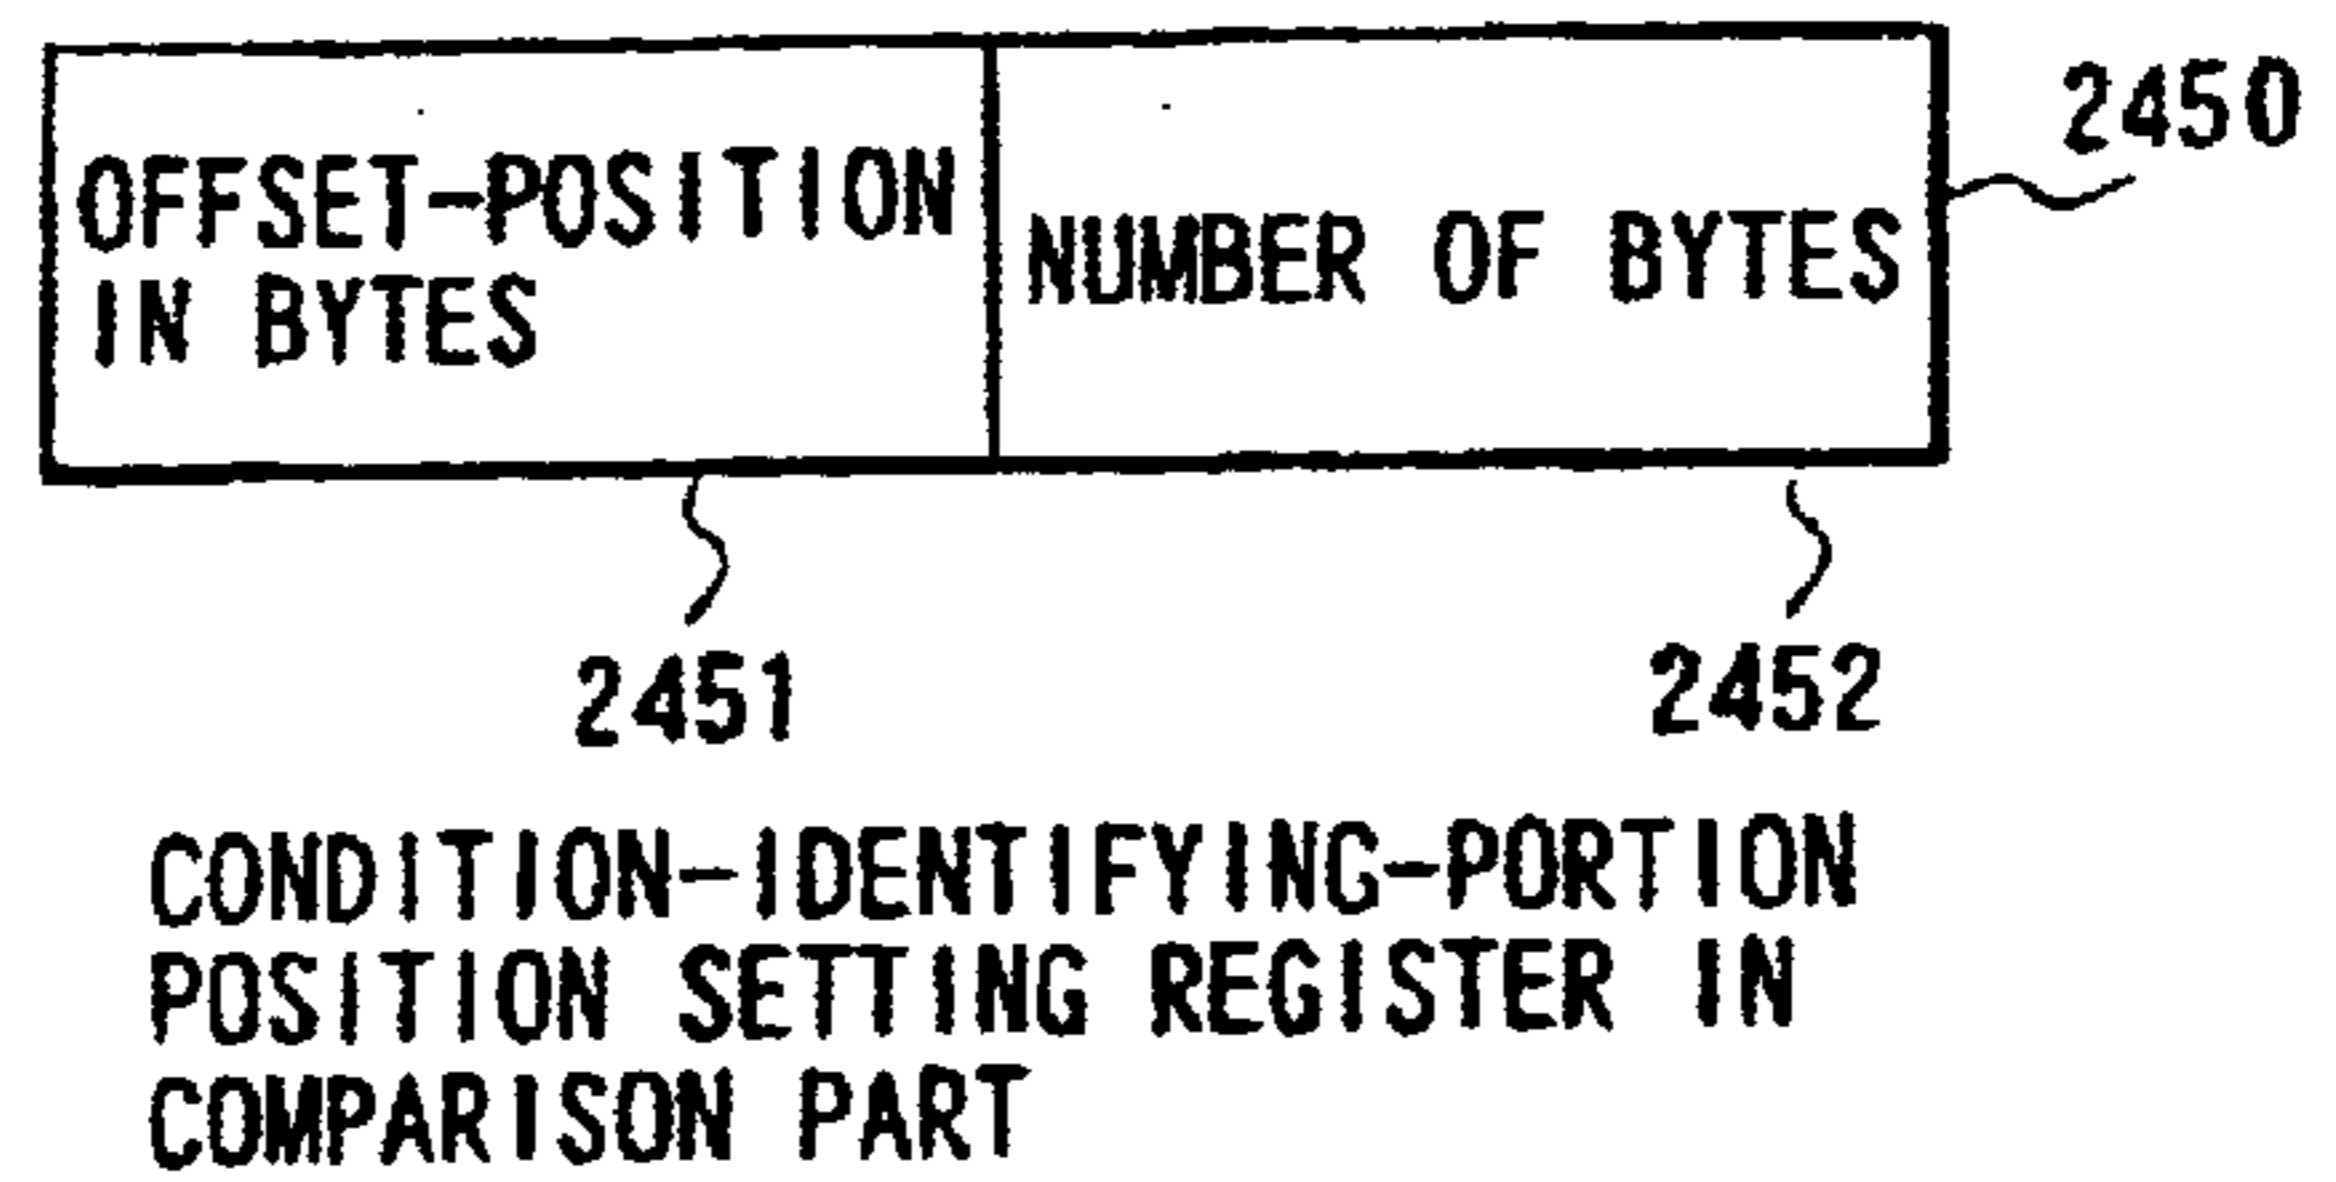 2450
OFFSET-POSITION
IN BYTES
NUMBER OF BYTES
2451
2452
CONDITION-IDENTIFYING-PORTION
POSITION SETTING REGISTER IN
COMPARISON PART